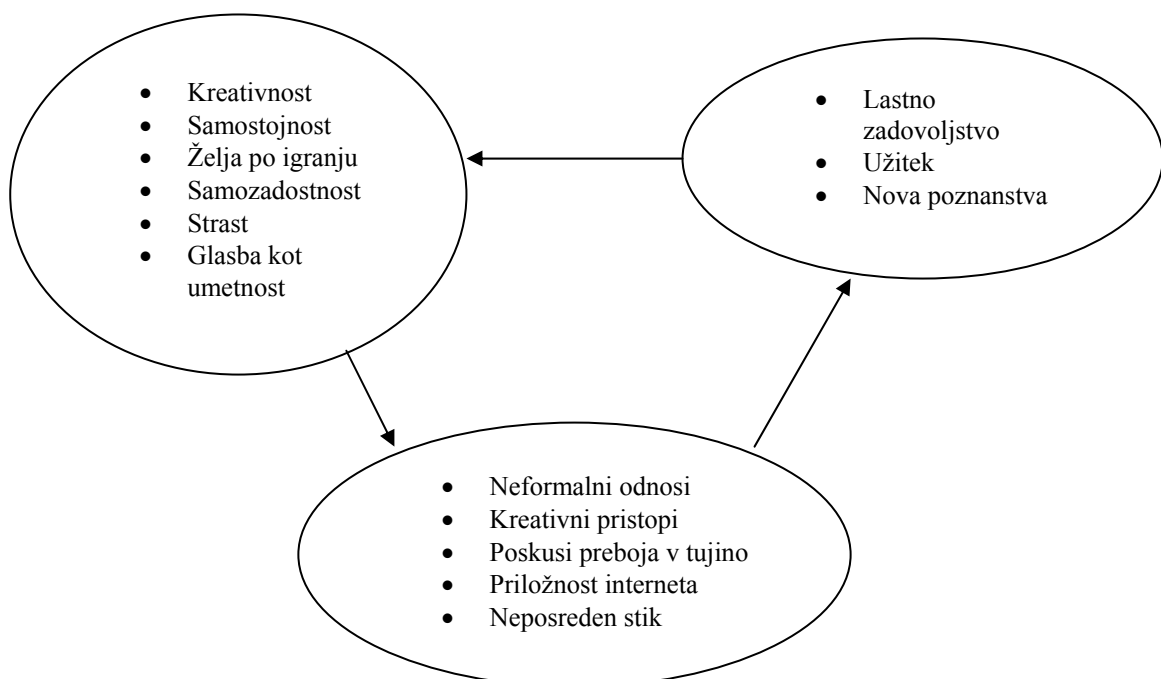 • Kreativnost
• Samostojnost
• Želja po igranju
• Samozadostnost
• Strast
• Glasba kot
umetnost
• Lastno
zadovoljstvo
• Užitek
• Nova poznanstva
• Neformalni odnosi
• Kreativni pristopi
• Poskusi preboja v tujino
• Priložnost interneta
• Neposreden stik